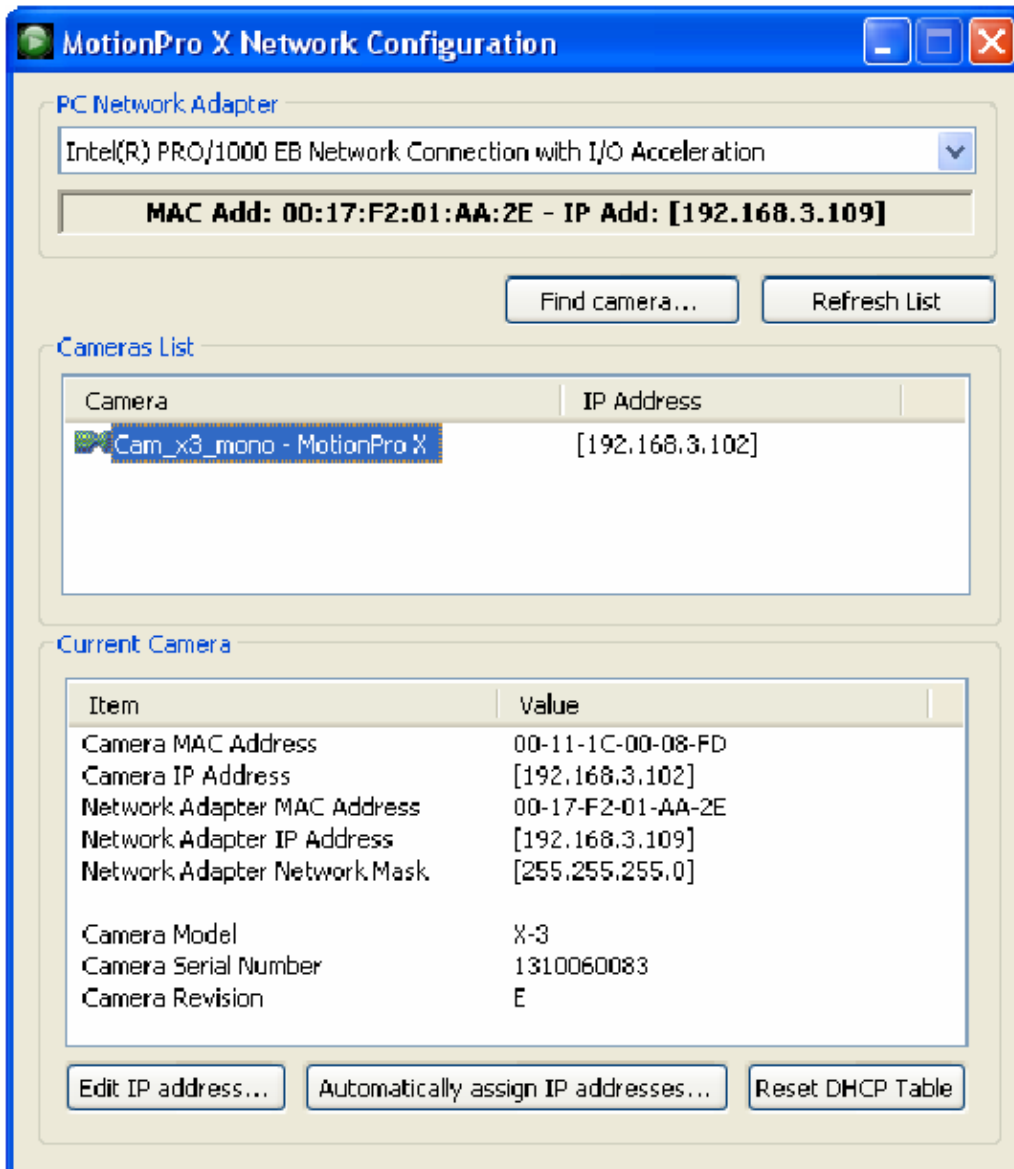 MotionPro X Network Configuration
PC Network Adapter
Intel(R) PRO/1000 EB Network Connection with I/O Acceleration
MAC Add: 00:17:F2:01:AA:2E - IP Add: [192.168.3.109]
Find camera... Refresh List
Cameras List
Camera IP Address
Cam_x3_mono - MotionPro X [192.168.3.102]
Current Camera
Item Value
Camera MAC Address 00-11-1C-00-08-FD
Camera IP Address [192.168.3.102]
Network Adapter MAC Address 00-17-F2-01-AA-2E
Network Adapter IP Address [192.168.3.109]
Network Adapter Network Mask [255.255.255.0]
Camera Model X-3
Camera Serial Number 1310060083
Camera Revision E
Edit IP address... Automatically assign IP addresses... Reset DHCP Table